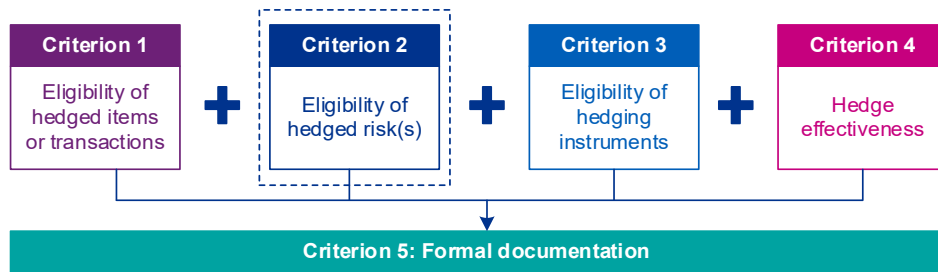 Criterion 1
Eligibility of
hedged items
or transactions
Criterion 2
Eligibility of
hedged risk(s)
Criterion 3
Eligibility of
hedging
instruments
Criterion 4
Hedge
effectiveness
Criterion 5: Formal documentation